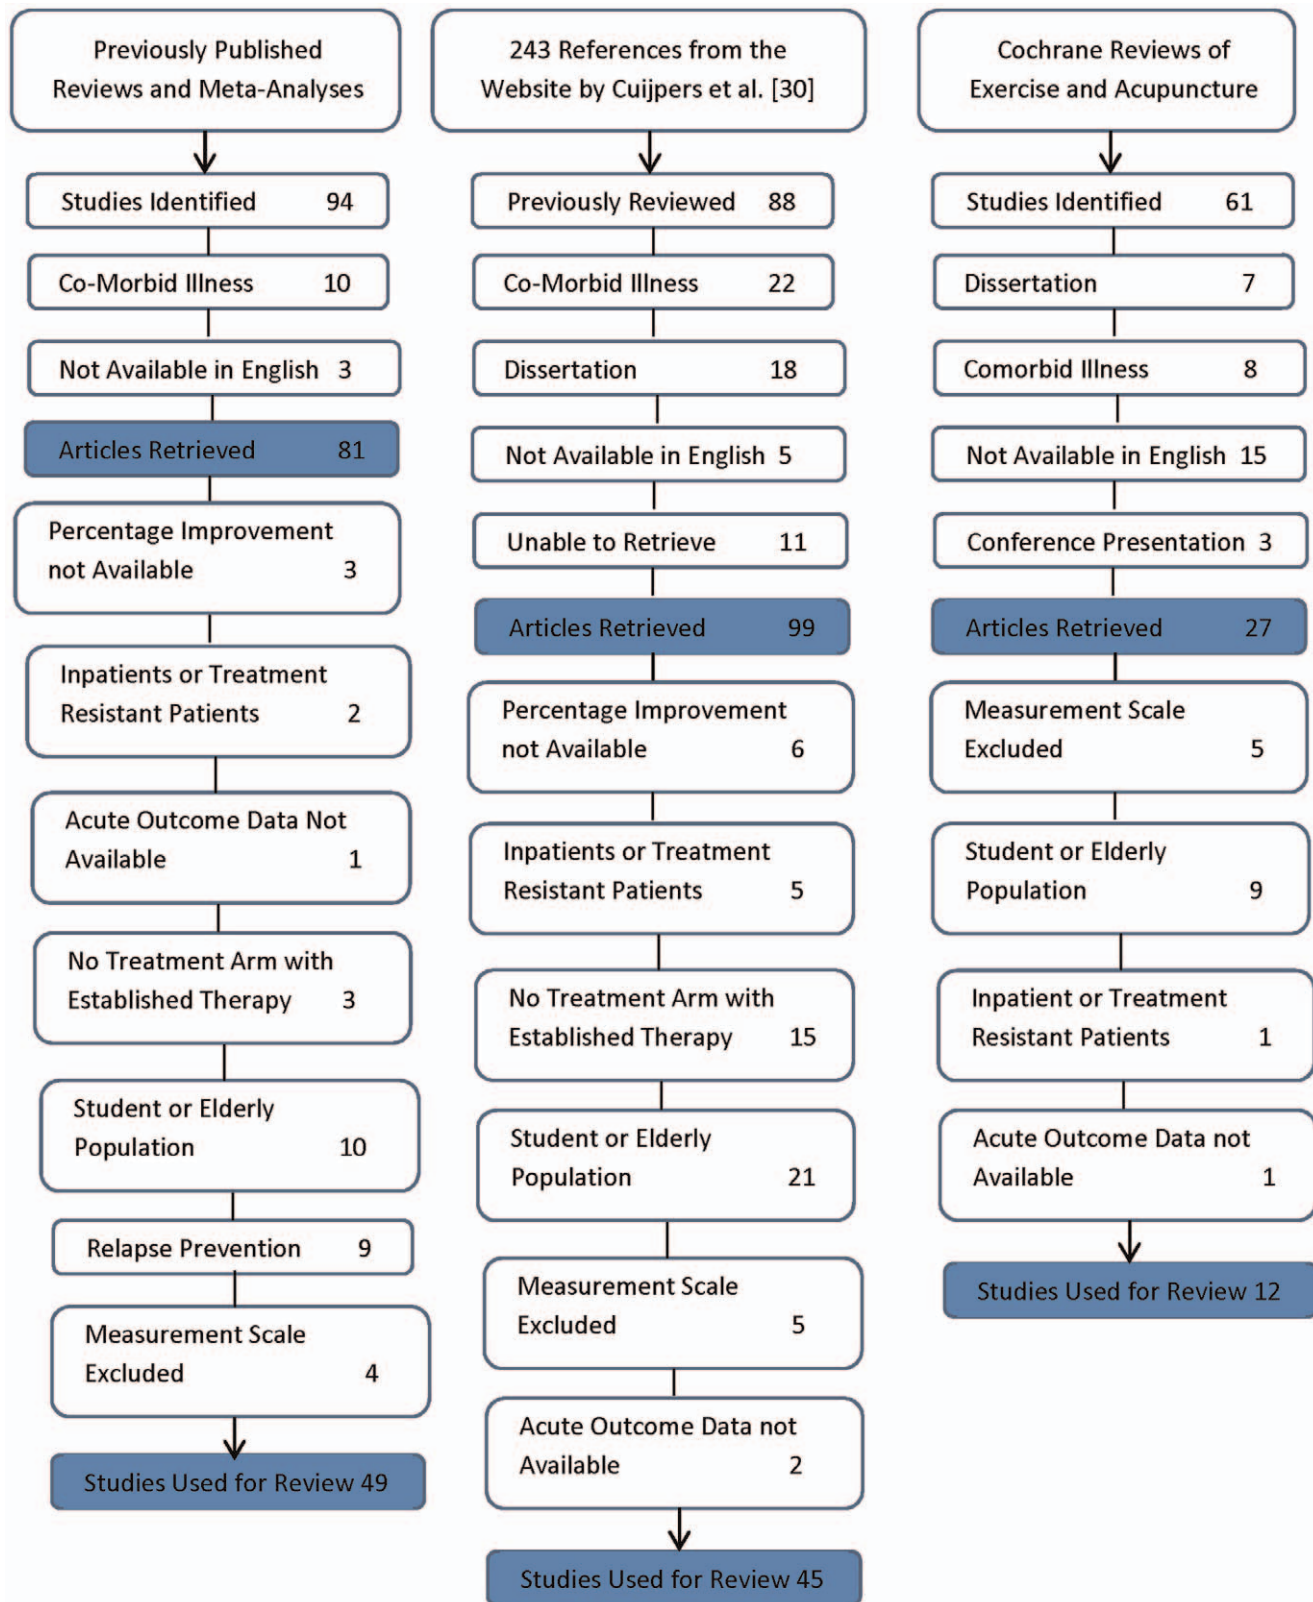 Previously Published
Reviews and Meta-Analyses
Studies Identified 94
Co-Morbid Illness 10
Not Available in English 3
Articles Retrieved 81
Percentage Improvement
not Available 3
Inpatients or Treatment
Resistant Patients 2
Acute Outcome Data Not
Available 1
No Treatment Arm with
Established Therapy 3
Student or Elderly
Population 10
Relapse Prevention 9
Measurement Scale
Excluded 4
Studies Used for Review 49
243 References from the
Website by Cuijpers et al. [30]
Previously Reviewed 88
Co-Morbid Illness 22
Dissertation 18
Not Available in English 5
Unable to Retrieve 11
Articles Retrieved 99
Percentage Improvement
not Available 6
Inpatients or Treatment
Resistant Patients 5
No Treatment Arm with
Established Therapy 15
Student or Elderly
Population 21
Measurement Scale
Excluded 5
Acute Outcome Data not
Available 2
Studies Used for Review 45
Cochrane Reviews of
Exercise and Acupuncture
Studies Identified 61
Dissertation 7
Comorbid Illness 8
Not Available in English 15
Conference Presentation 3
Articles Retrieved 27
Measurement Scale
Excluded 5
Student or Elderly
Population 9
Inpatient or Treatment
Resistant Patients 1
Acute Outcome Data not
Available 1
Studies Used for Review 12